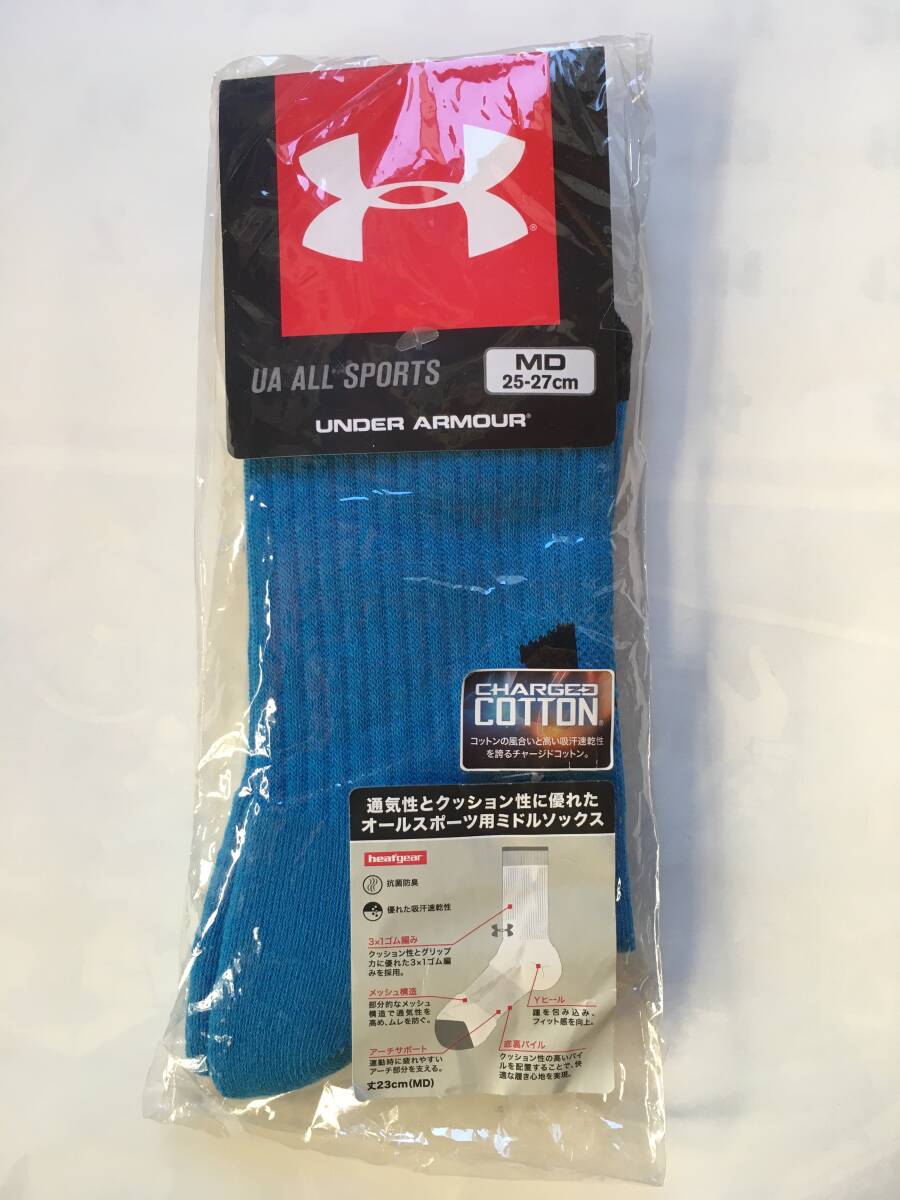 ®
UA ALL SPORTS
MD
25-27cm
UNDER ARMOUR®
CHARGED
COTTON®
コットンの風合いと高い吸汗速乾性
を誇るチャージドコットン。
通気性とクッション性に優れた
オールスポーツ用ミドルソックス
heatgear
抗菌防臭
優れた吸汗速乾性
3×1ゴム編み
クッション性とグリップ
力に優れた3×1ゴム編
みを採用。
メッシュ構造
部分的なメッシュ
構造で通気性を
高め、ムレを防ぐ。
Yヒール
踵を包み込み、
フィット感を向上。
アーチサポート
運動時に疲れやすい
アーチ部分を支える。
底裏パイル
クッション性の高いパイ
ルを配置することで、快
適な履き心地を実現。
丈23cm(MD)